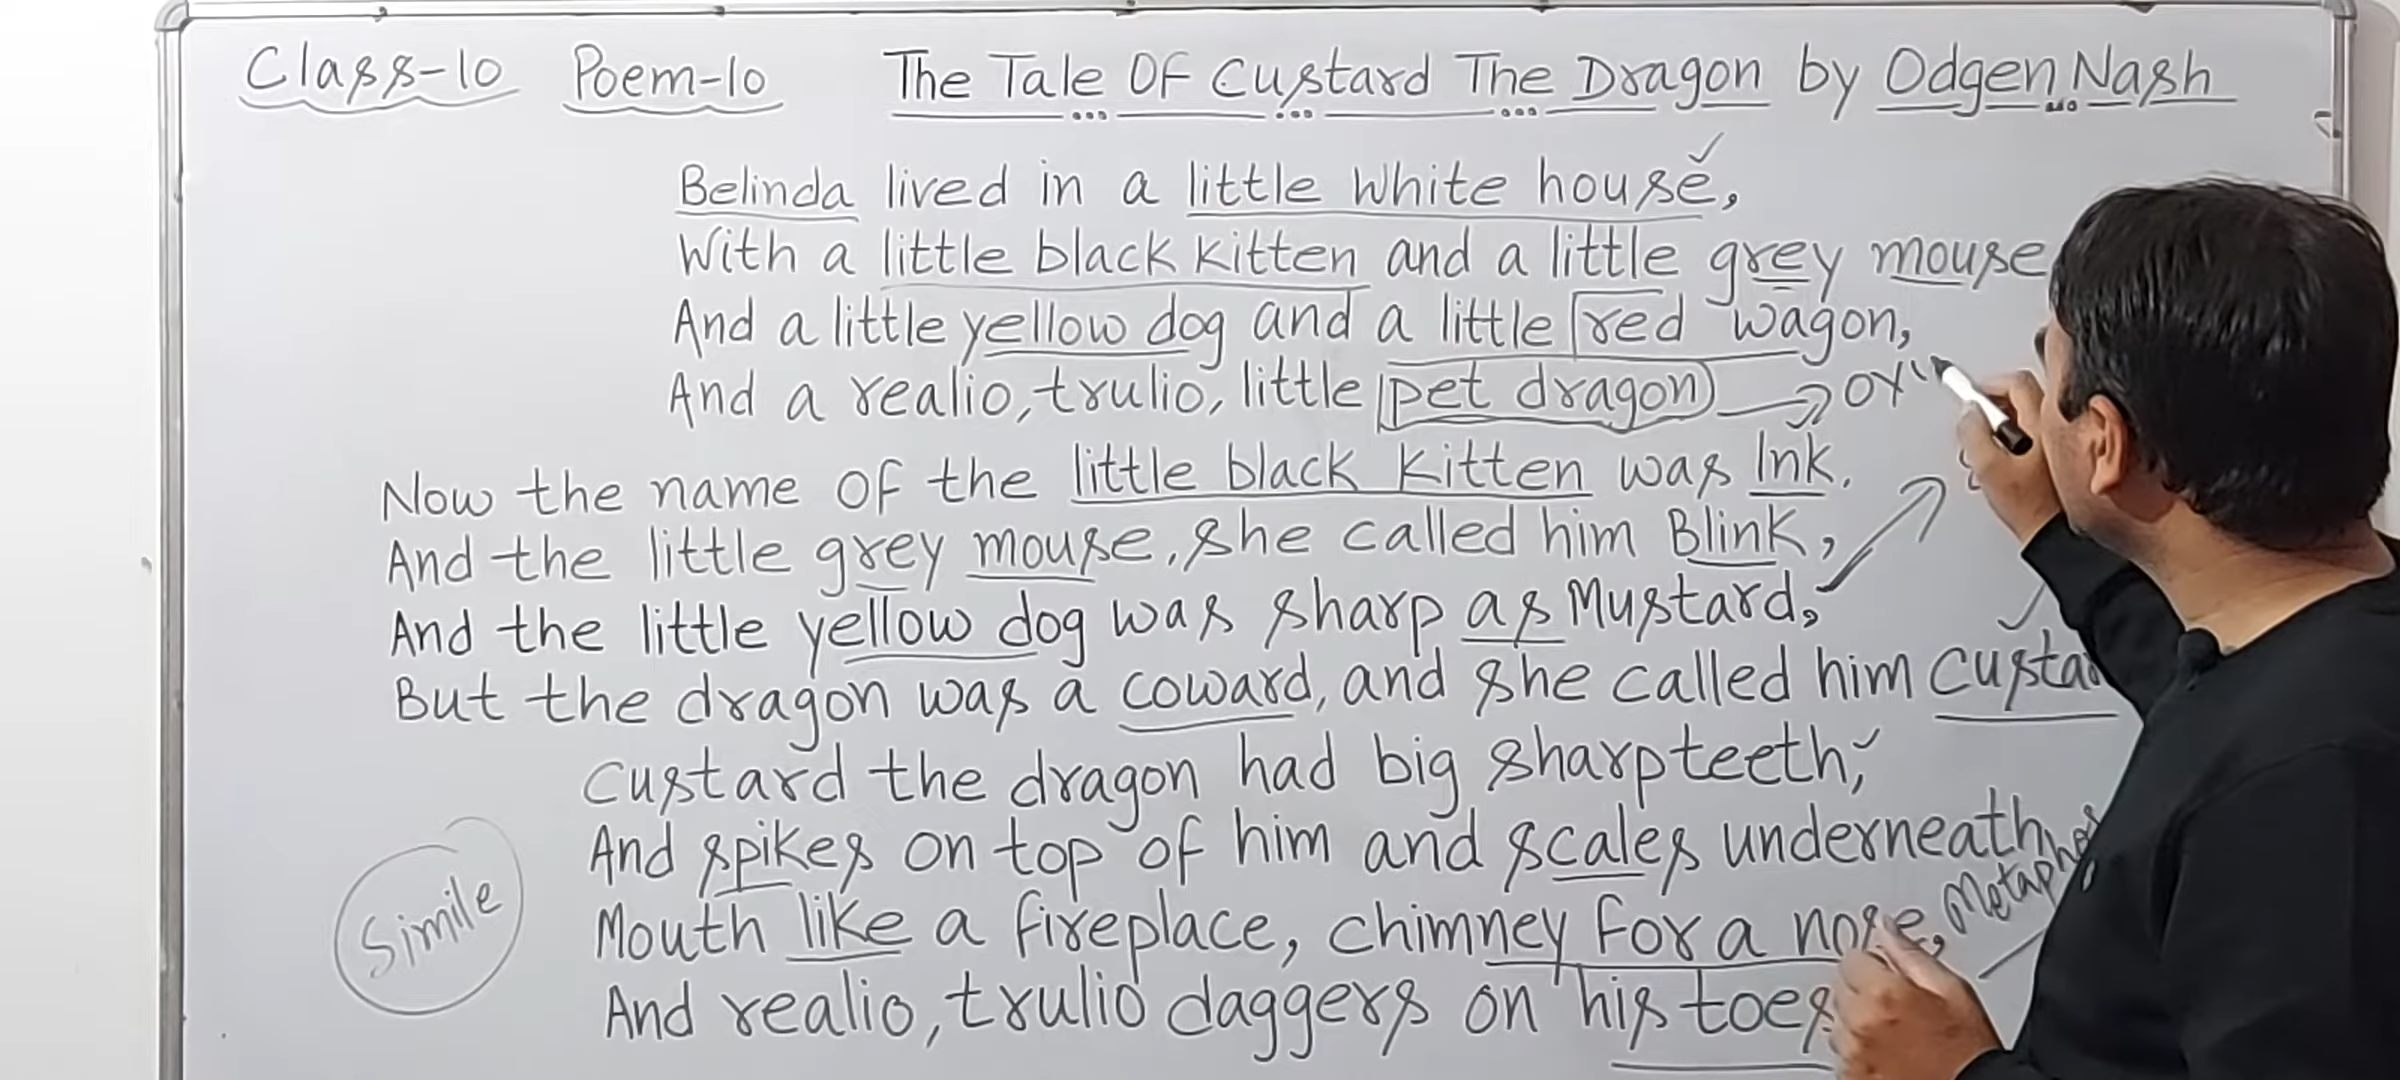 Class-10 Poem-10 The Tale Of Custard The Dragon by Odgen Nash
Belinda lived in a little white house,
With a little black kitten and a little grey mouse
And a little yellow dog and a little red wagon,
And a realio, trulio, little pet dragon → oxy
Now the name of the little black kitten was Ink.
And the little grey mouse, she called him Blink,
And the little yellow dog was sharp as Mustard,
But the dragon was a coward, and she called him
Custard the dragon had big sharp teeth,
And spikes on top of him and scales underneath,
Mouth like a fireplace, chimney for a nose,
And realio, trulio daggers on his toes
Simile